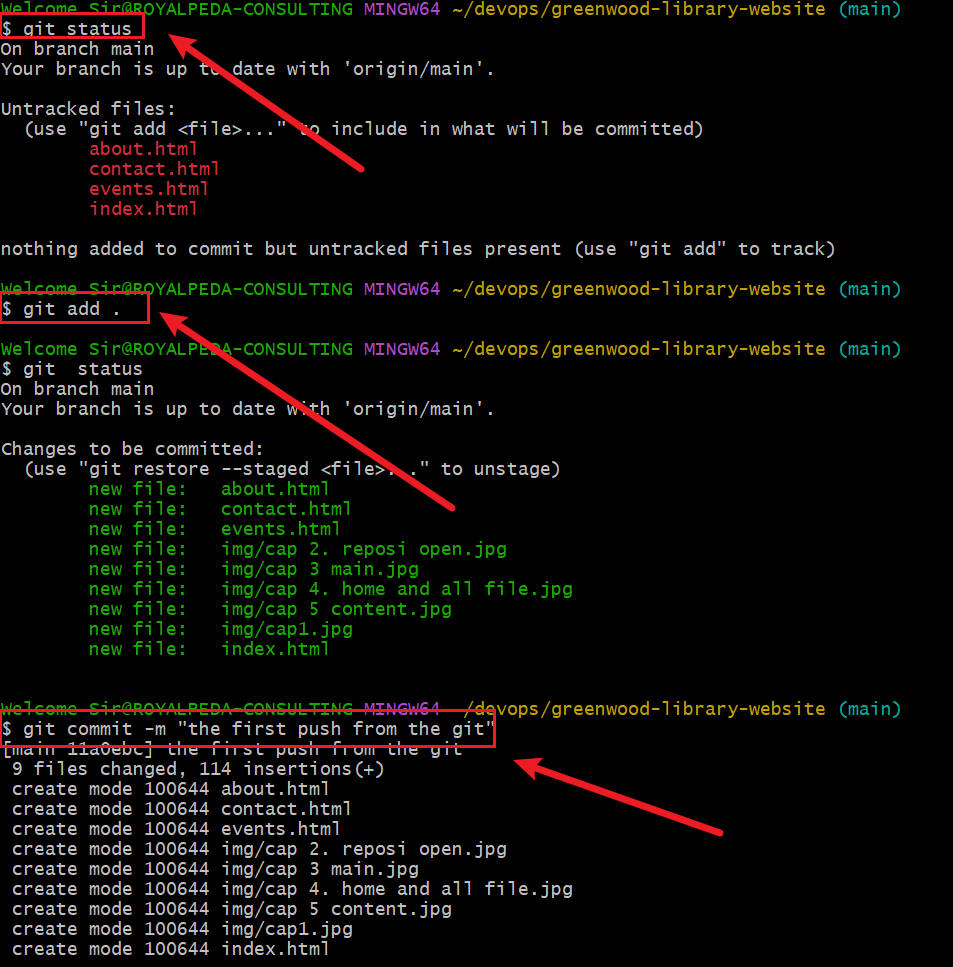 Welcome Sir@ROYALPEDA-CONSULTING MINGW64 ~/devops/greenwood-library-website (main)
$ git status
On branch main
Your branch is up to date with 'origin/main'.
Untracked files:
(use "git add <file>..." to include in what will be committed)
about.html
contact.html
events.html
index.html
nothing added to commit but untracked files present (use "git add" to track)
Welcome Sir@ROYALPEDA-CONSULTING MINGW64 ~/devops/greenwood-library-website (main)
$ git add .
Welcome Sir@ROYALPEDA-CONSULTING MINGW64 ~/devops/greenwood-library-website (main)
$ git  status
On branch main
Your branch is up to date with 'origin/main'.
Changes to be committed:
(use "git restore --staged <file>..." to unstage)
new file:   about.html
new file:   contact.html
new file:   events.html
new file:   img/cap 2. reposi open.jpg
new file:   img/cap 3 main.jpg
new file:   img/cap 4. home and all file.jpg
new file:   img/cap 5 content.jpg
new file:   img/cap1.jpg
new file:   index.html
Welcome Sir@ROYALPEDA-CONSULTING MINGW64 ~/devops/greenwood-library-website (main)
$ git commit -m "the first push from the git"
[main 11a0ebc] the first push from the git
9 files changed, 114 insertions(+)
create mode 100644 about.html
create mode 100644 contact.html
create mode 100644 events.html
create mode 100644 img/cap 2. reposi open.jpg
create mode 100644 img/cap 3 main.jpg
create mode 100644 img/cap 4. home and all file.jpg
create mode 100644 img/cap 5 content.jpg
create mode 100644 img/cap1.jpg
create mode 100644 index.html